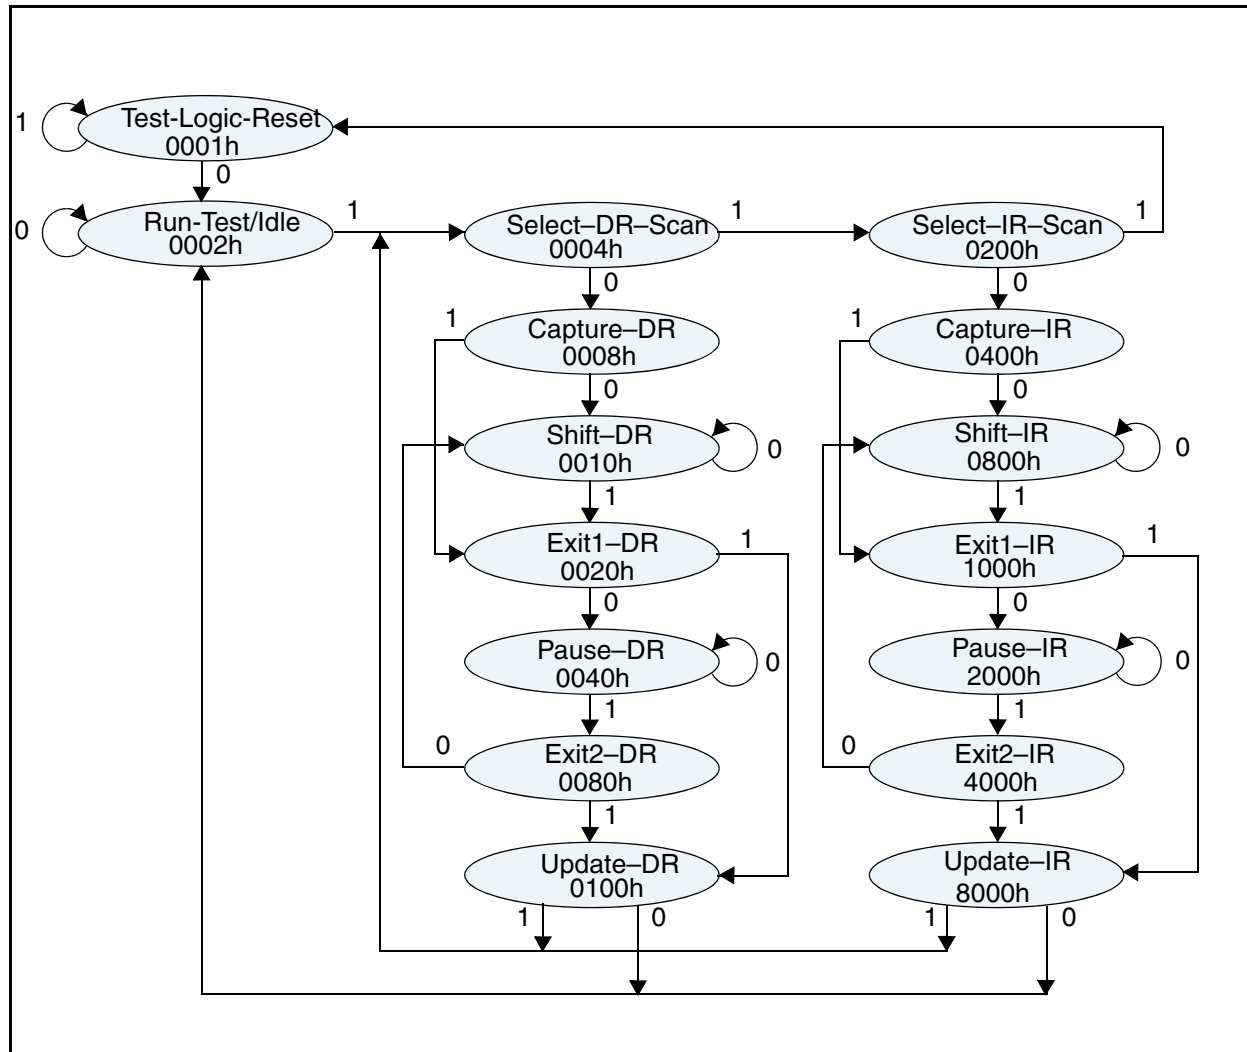 Test-Logic-Reset
1
0001h
0
Run-Test/Idle
0002h
0
1
Select–DR–Scan
0004h
1
Select–IR–Scan
0200h
1
0
0
1
Capture–DR
0008h
1
Capture–IR
0400h
0
0
Shift–DR
0010h
0
Shift–IR
0800h
0
1
1
Exit1–DR
0020h
1
Exit1–IR
1000h
1
0
0
Pause–DR
0040h
0
Pause–IR
2000h
0
1
1
0
Exit2–DR
0080h
0
Exit2–IR
4000h
1
1
Update–DR
0100h
Update–IR
8000h
1
0
1
0